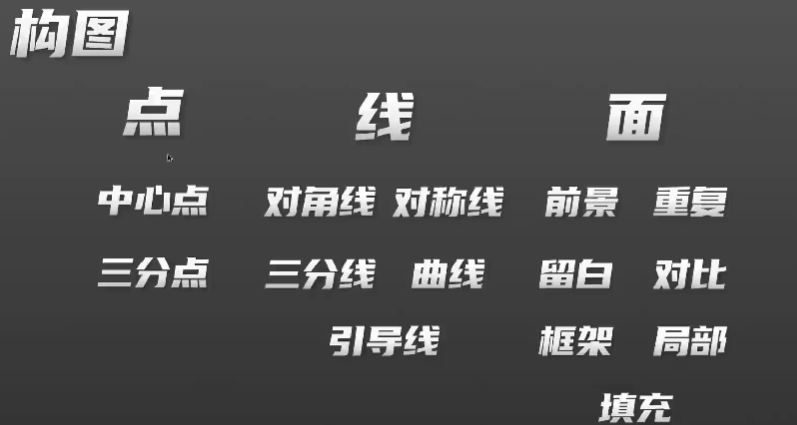 构图
点 线 面
中心点 对角线 对称线 前景 重复
三分点 三分线 曲线 留白 对比
引导线 框架 局部
填充